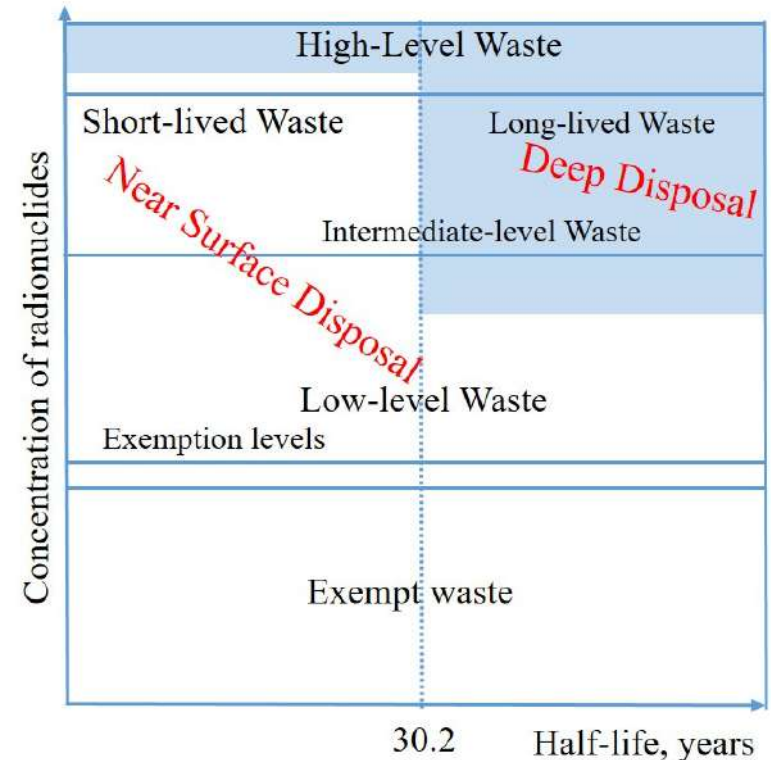 High-Level Waste
Short-lived Waste
Long-lived Waste
Deep Disposal
Near Surface Disposal
Intermediate-level Waste
Low-level Waste
Exemption levels
Exempt waste
Concentration of radionuclides
30.2
Half-life, years